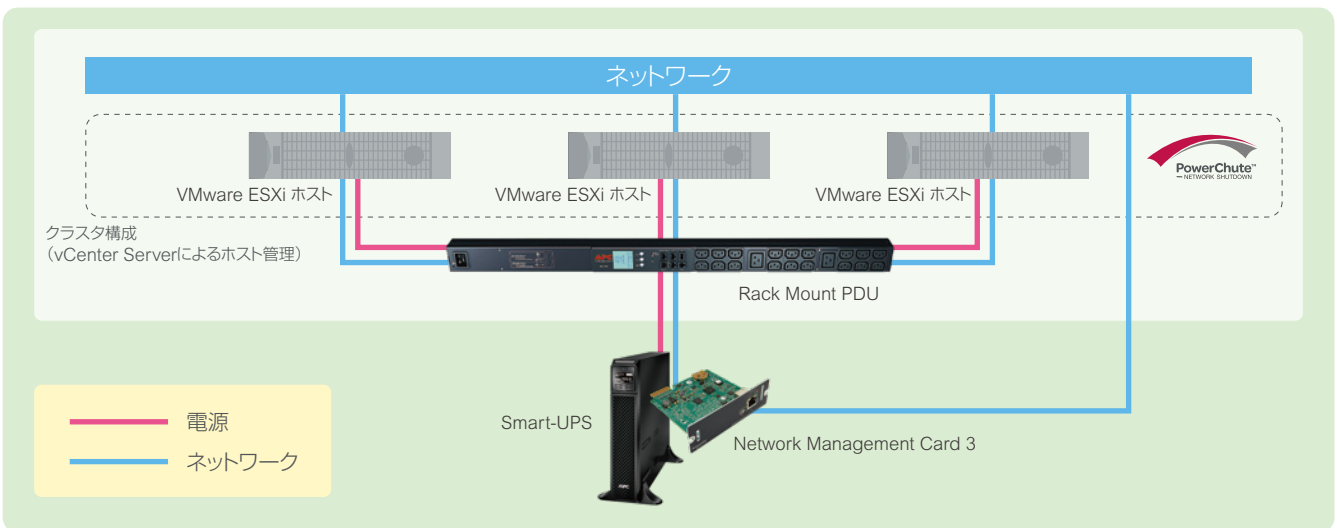 ネットワーク
VMware ESXi ホスト
VMware ESXi ホスト
VMware ESXi ホスト
PowerChute™
NETWORK SHUTDOWN
クラスタ構成
（vCenter Serverによるホスト管理）
APC
Rack Mount PDU
Smart-UPS
Network Management Card 3
APC
電源
ネットワーク